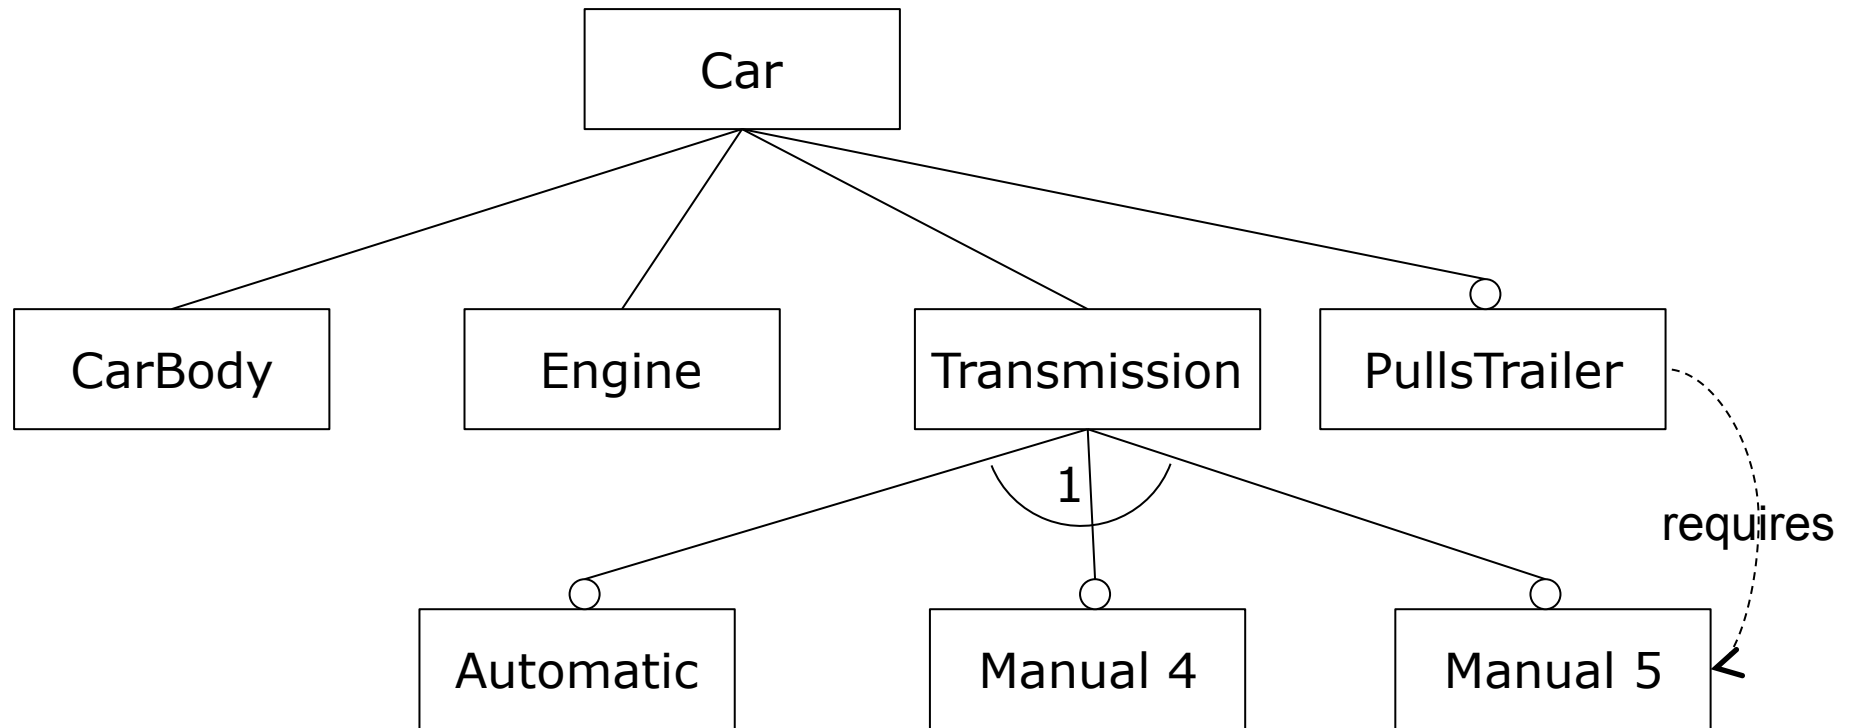 Car
CarBody
Engine
Transmission
PullsTrailer
1
requires
Automatic
Manual 4
Manual 5